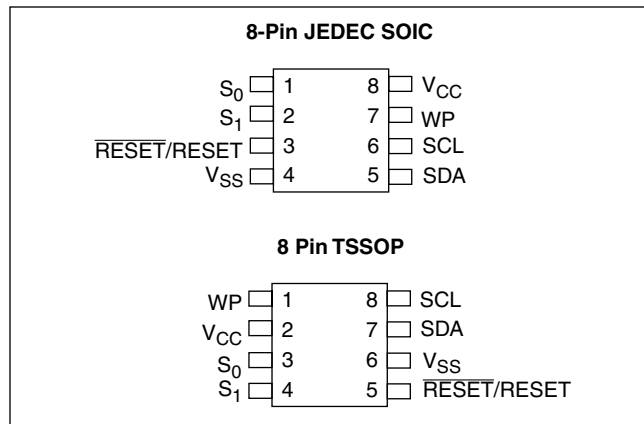 8-Pin JEDEC SOIC
S0 1 8 VCC
S1 2 7 WP
RESET/RESET 3 6 SCL
VSS 4 5 SDA
8 Pin TSSOP
WP 1 8 SCL
VCC 2 7 SDA
S0 3 6 VSS
S1 4 5 RESET/RESET